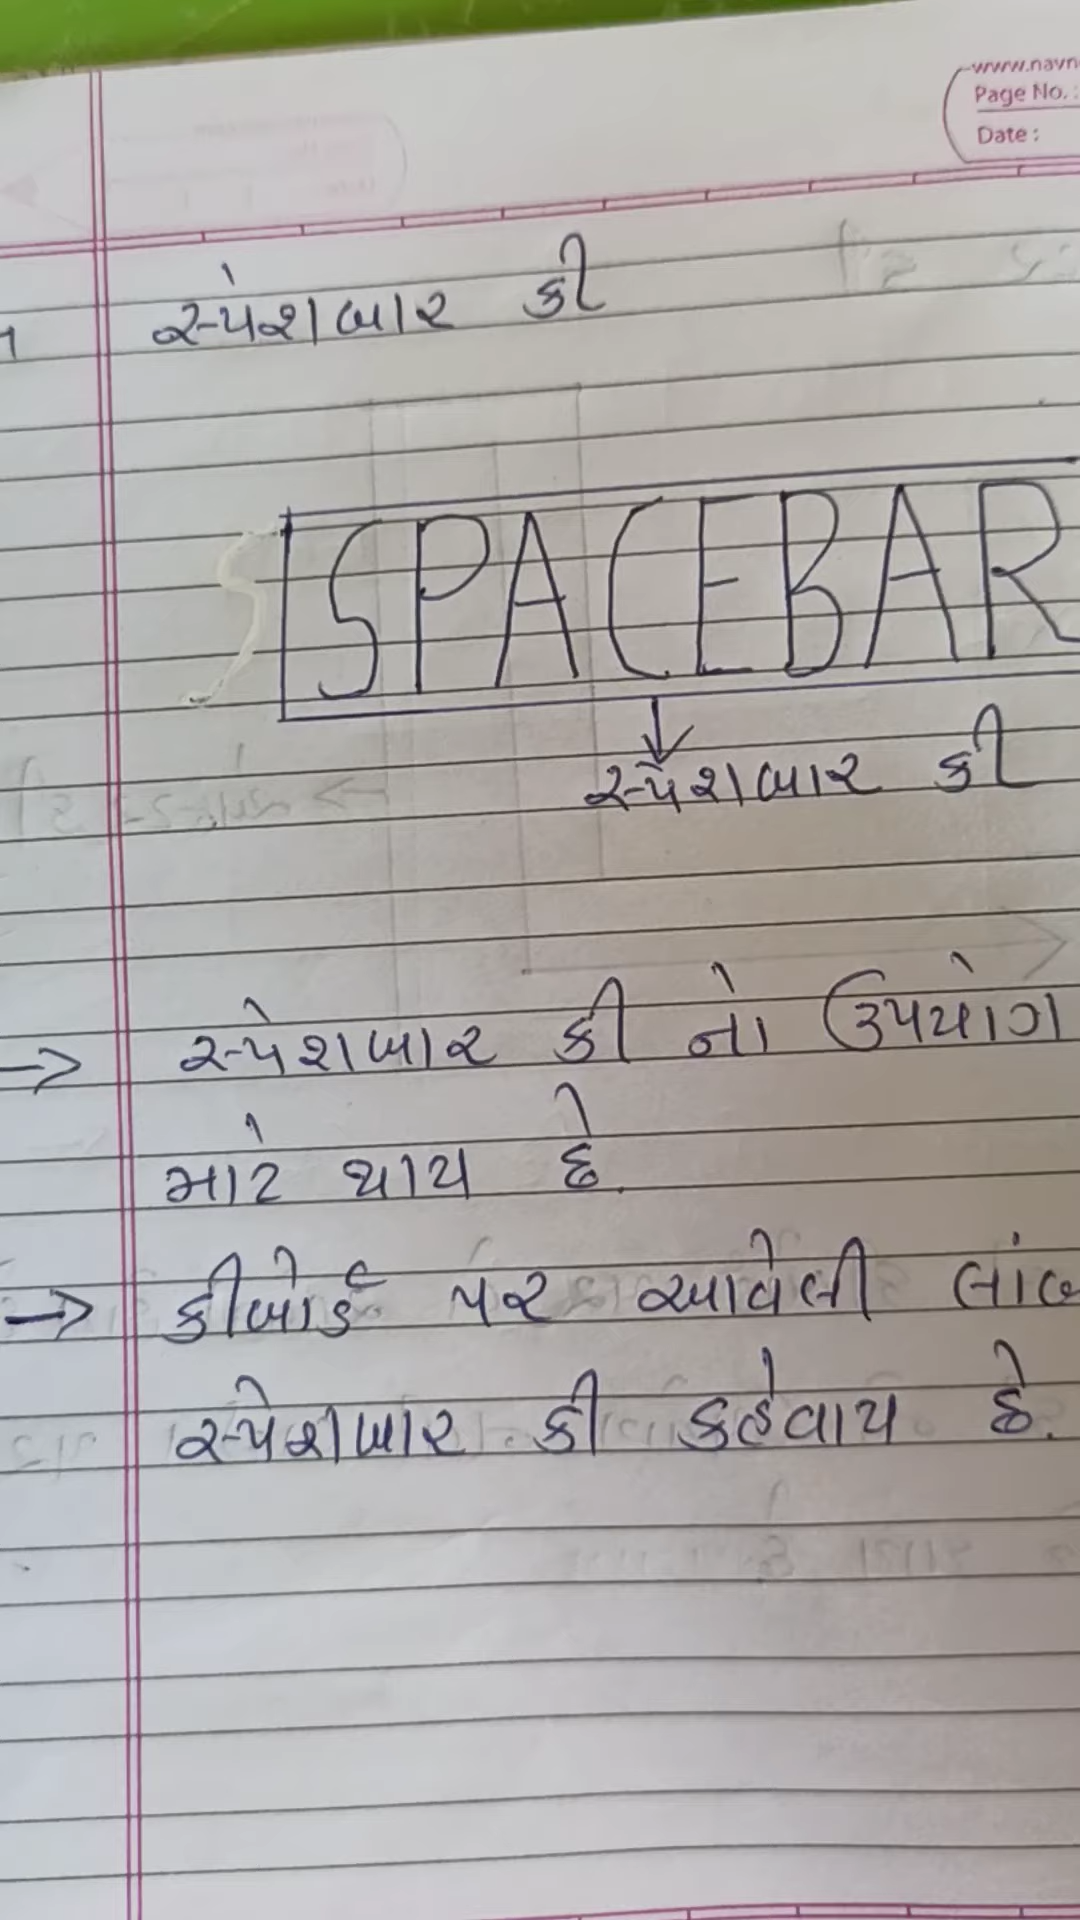 www.navn
Page No.:
Date:
સ્પેશબાર કી
SPACEBAR
સ્પેશબાર કી
→ સ્પેશબાર કી નો ઉપયોગ
માટે થાય છે.
→ કીબોર્ડ પર આવેલી લાંબ
સ્પેશબાર કી કહેવાય છે.